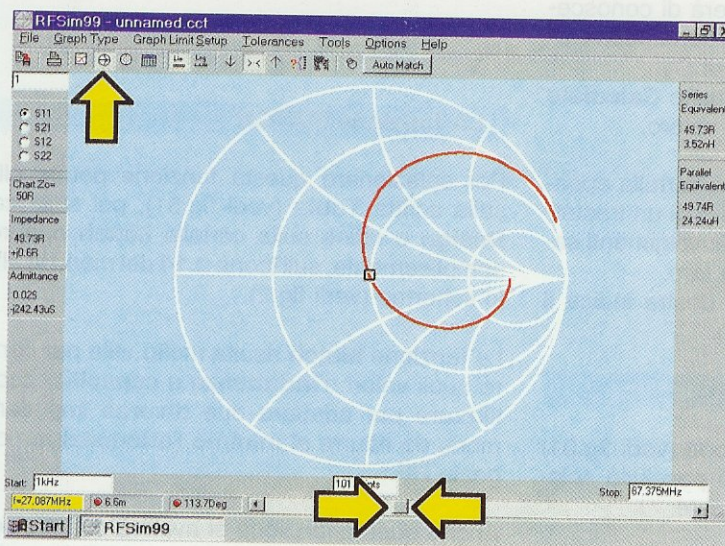 RFSim99 - unnamed.cct
File Graph Type Graph Limit Setup Tolerances Tools Options Help
Auto Match
1
S11
S21
S12
S22
Chart Zo=
50R
Impedance
49.73R
+j0.6R
Admittance
0.02S
-j242.43uS
Series
Equivalent
49.73R
3.52nH
Parallel
Equivalent
49.74R
24.24uH
Start: 1kHz
101
Stop: 67.375MHz
f=27.087MHz 6.6m 113.7Deg
Start RFSim99